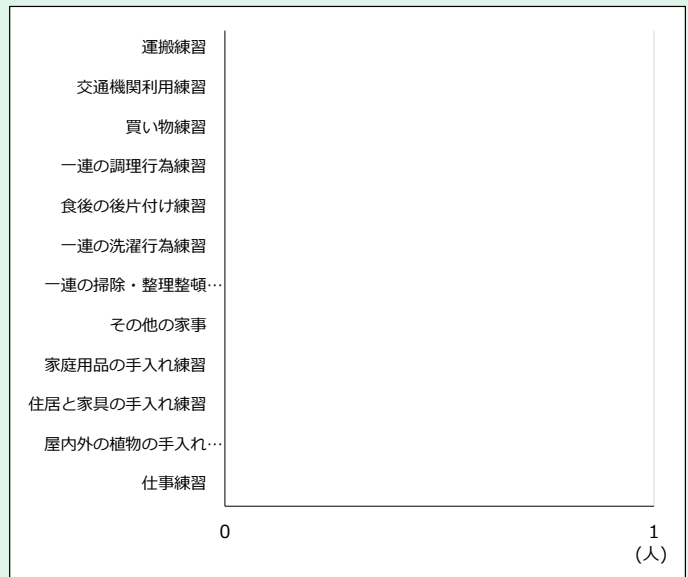 運搬練習
交通機関利用練習
買い物練習
一連の調理行為練習
食後の後片付け練習
一連の洗濯行為練習
一連の掃除・整理整頓…
その他の家事
家庭用品の手入れ練習
住居と家具の手入れ練習
屋内外の植物の手入れ…
仕事練習
0 1
(人)